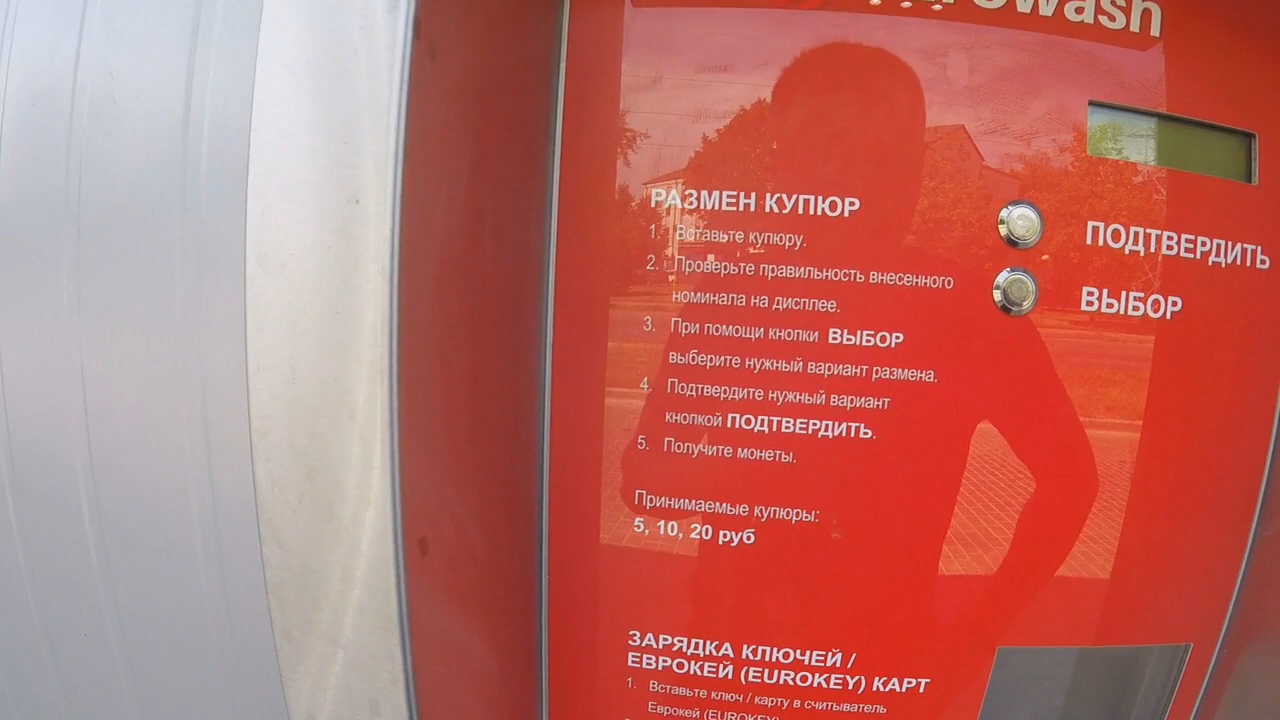 РАЗМЕН КУПЮР
1. Вставьте купюру.
2. Проверьте правильность внесенного
номинала на дисплее.
3. При помощи кнопки ВЫБОР
выберите нужный вариант размена.
4. Подтвердите нужный вариант
кнопкой ПОДТВЕРДИТЬ.
5. Получите монеты.
Принимаемые купюры:
5, 10, 20 руб
ПОДТВЕРДИТЬ
ВЫБОР
ЗАРЯДКА КЛЮЧЕЙ /
ЕВРОКЕЙ (EUROKEY) КАРТ
1. Вставьте ключ / карту в считыватель
Еврокей (EUROKEY)